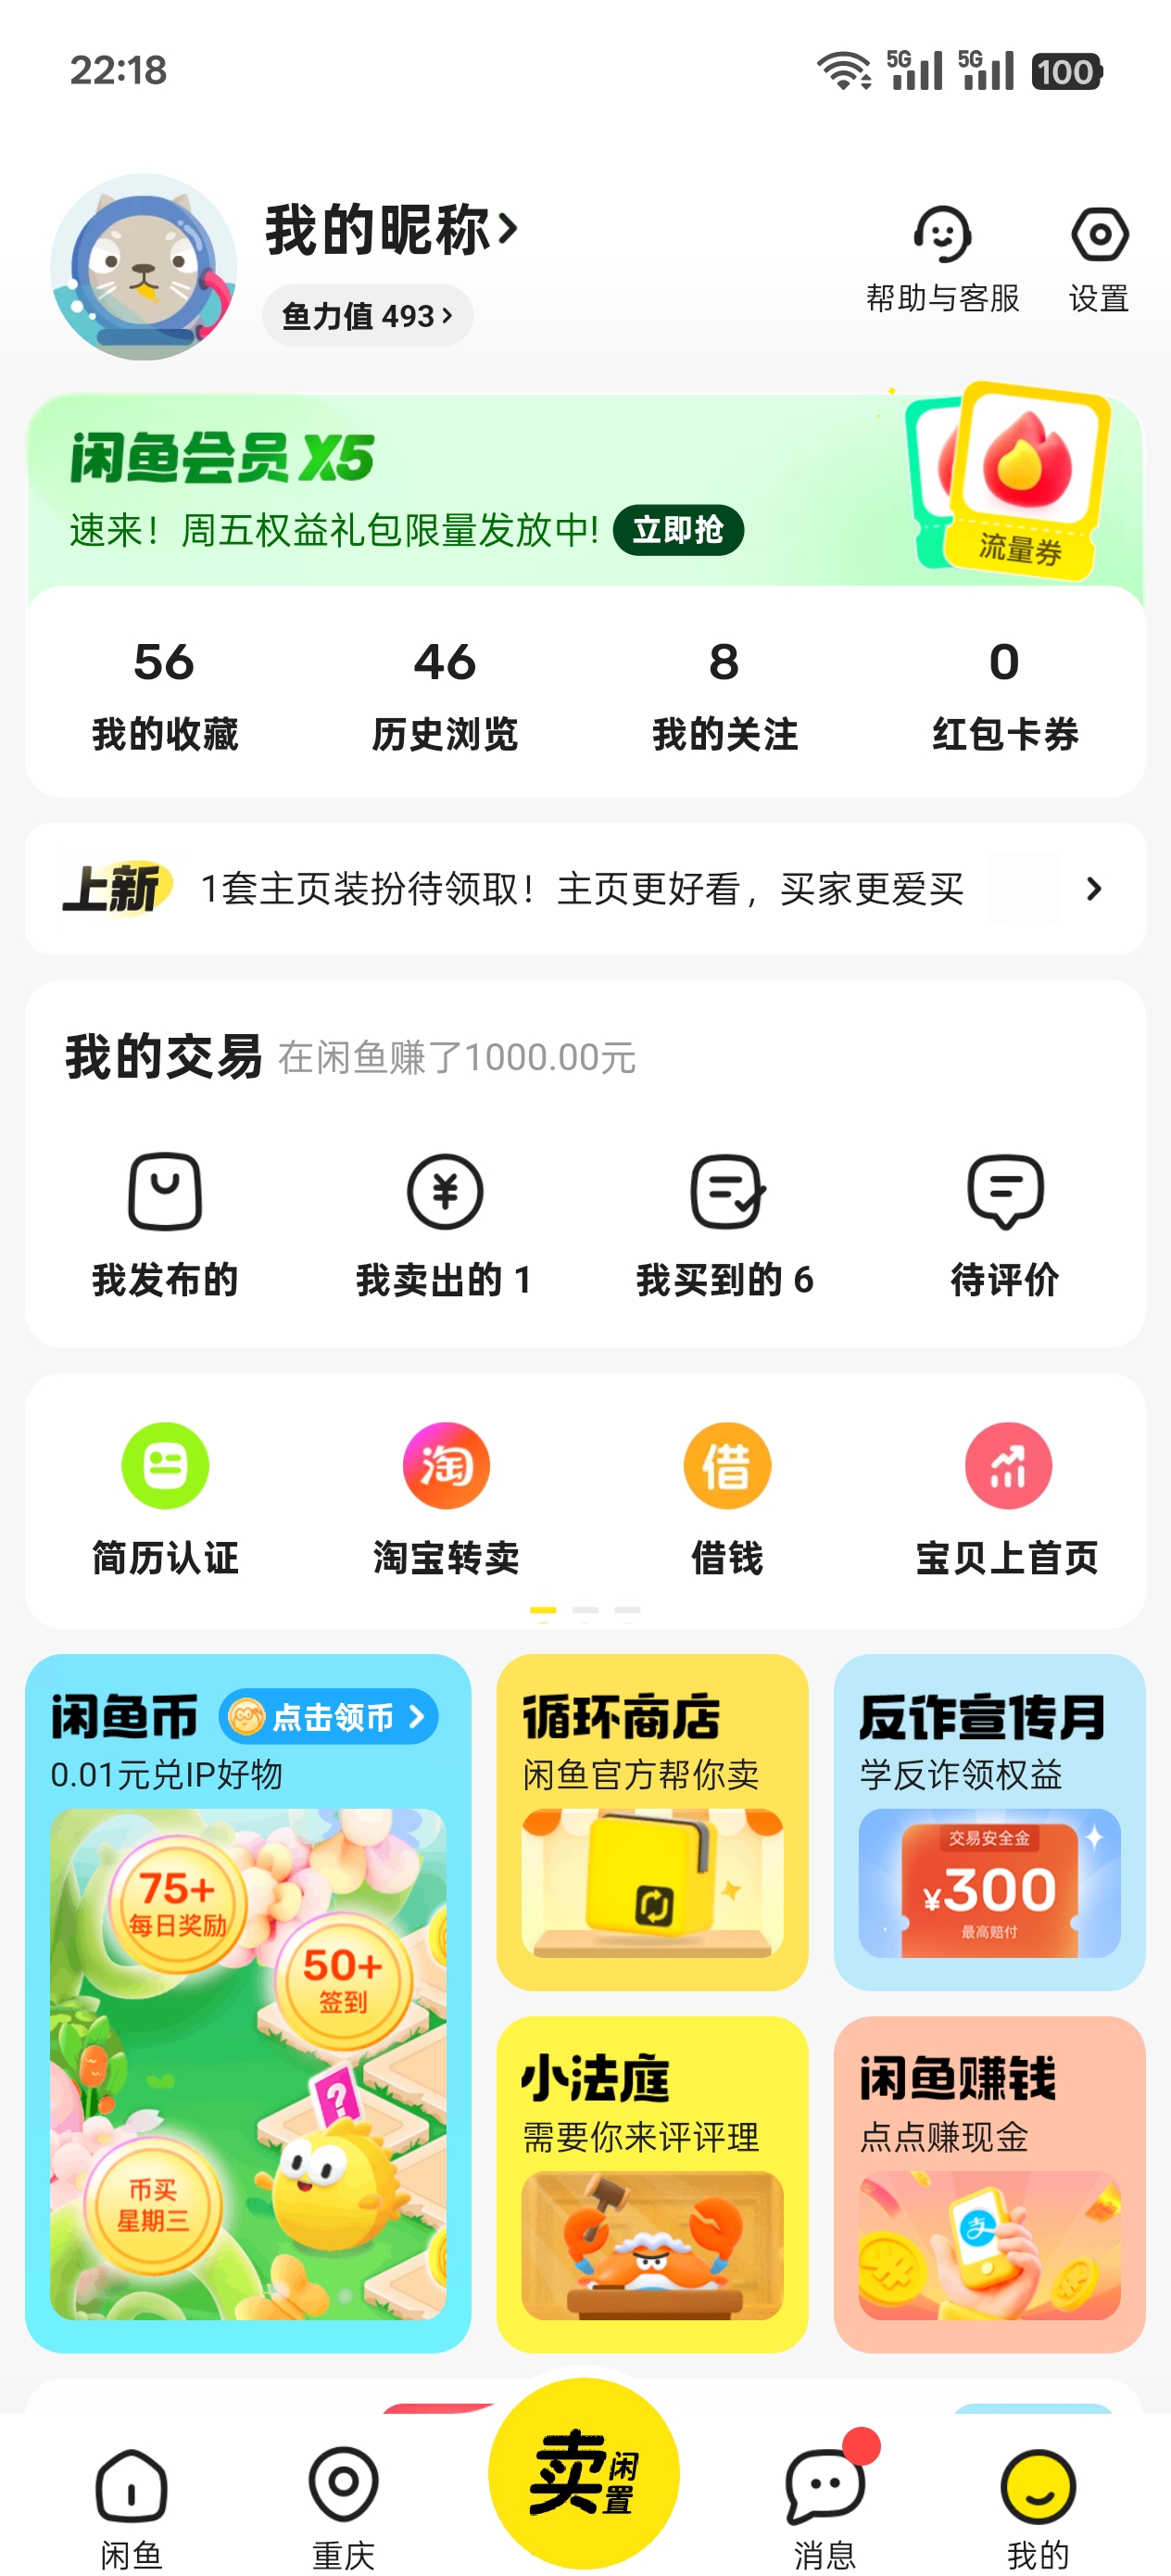 22:18
5G
5G
100
我的昵称
鱼力值 493
帮助与客服
设置
闲鱼会员 X5
速来！周五权益礼包限量发放中!
立即抢
流量券
56
46
8
0
我的收藏
历史浏览
我的关注
红包卡券
上新
1套主页装扮待领取！主页更好看，买家更爱买
我的交易
在闲鱼赚了1000.00元
我发布的
我卖出的 1
我买到的 6
待评价
淘
借
简历认证
淘宝转卖
借钱
宝贝上首页
闲鱼币
点击领币
0.01元兑IP好物
75+
每日奖励
50+
签到
?
币买
星期三
循环商店
闲鱼官方帮你卖
反诈宣传月
学反诈领权益
交易安全金
¥300
最高赔付
小法庭
需要你来评评理
闲鱼赚钱
点点赚现金
支
卖闲置
闲鱼
重庆
消息
我的